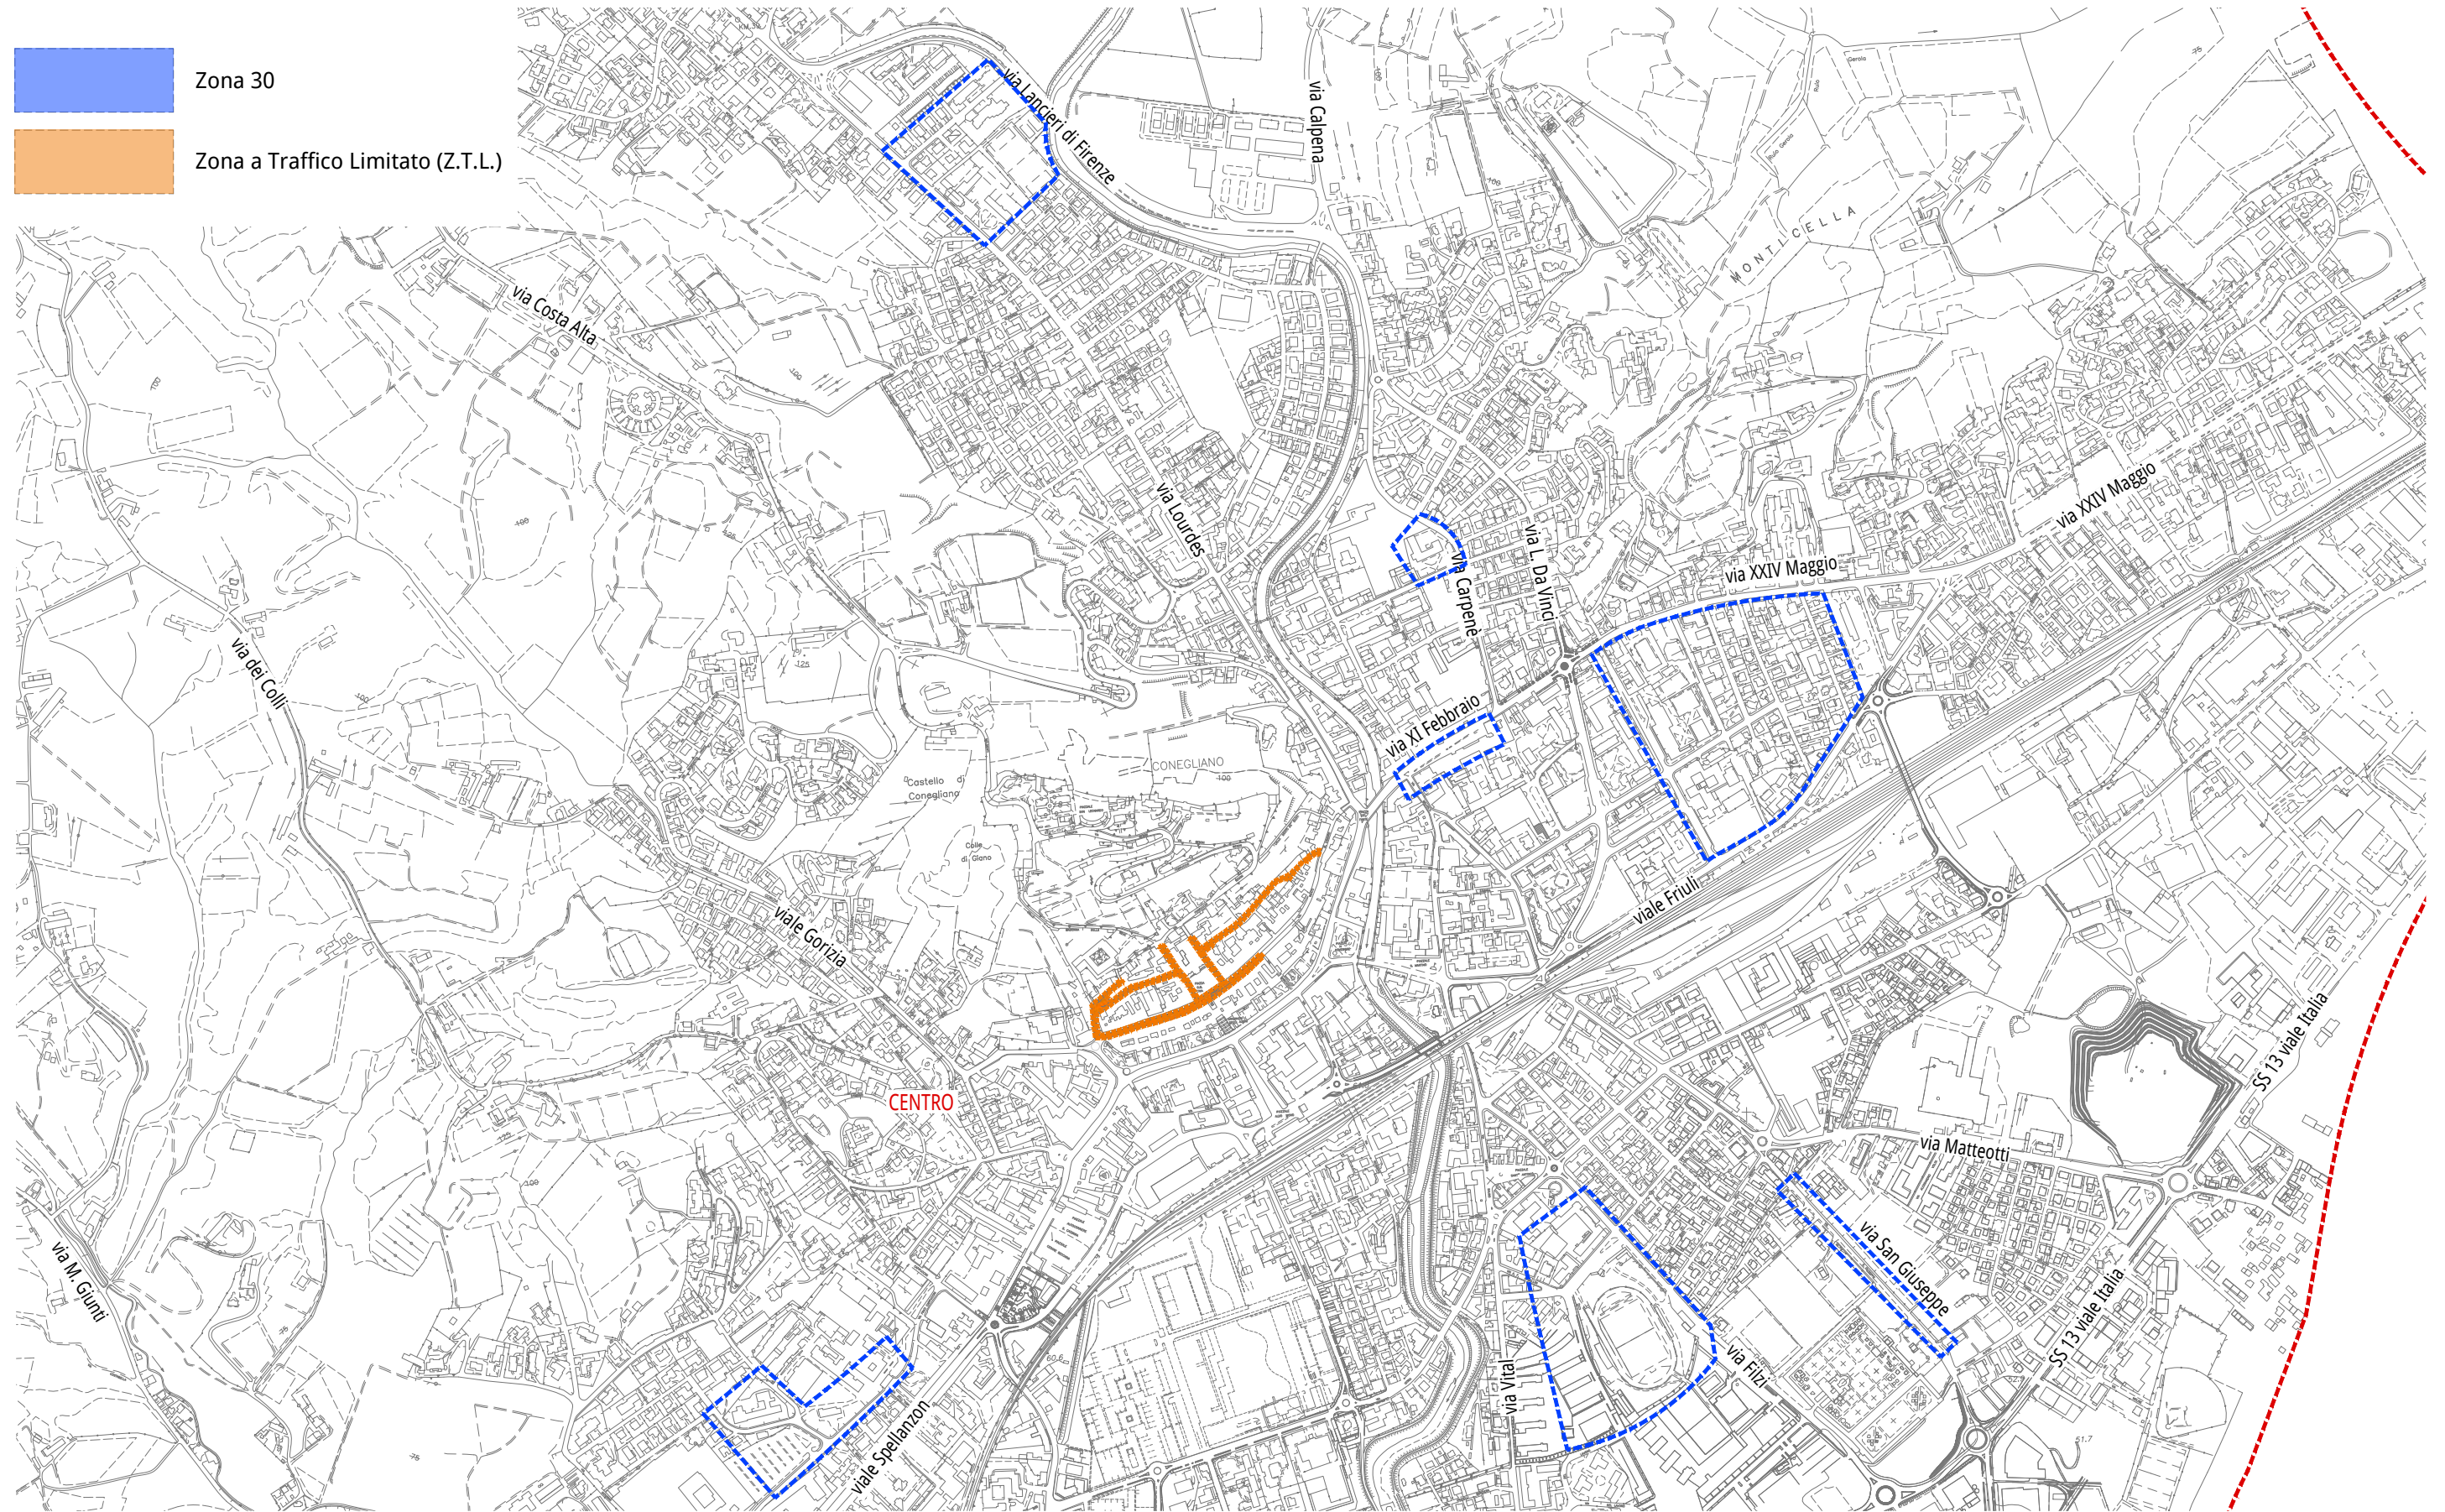 Zona 30
Zona a Traffico Limitato (Z.T.L.)
via Lancieri di Firenze
via Calpena
via Costa Alta
MONTICELLA
via Lourdes
via XXIV Maggio
via L. Da Vinci
via Carpenè
via XXIV Maggio
via dei Colli
via XI Febbraio
CONEGLIANO
100
Castello di
Conegliano
Colle
di Giano
viale Gorizia
viale Friuli
SS 13 viale Italia
CENTRO
via Matteotti
via San Giuseppe
via M. Giunti
SS 13 viale Italia
via Vital
via Filzi
viale Spellanzon